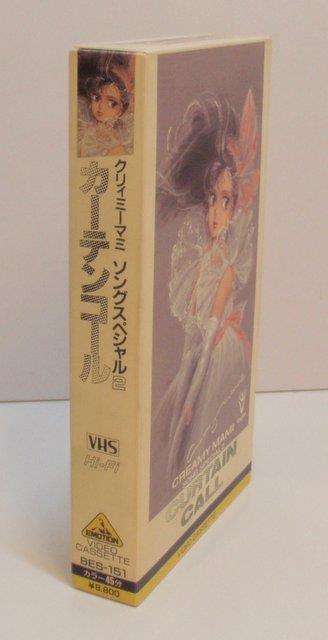 クリィミーマミ ソングスペシャル2
カーテンコール
VHS
Hi-Fi
EMOTION
VIDEO
CASSETTE
BES-151
カラー45分
¥8,800
CREAMY MAMI
CURTAIN
CALL
VIDEO CASSETTE